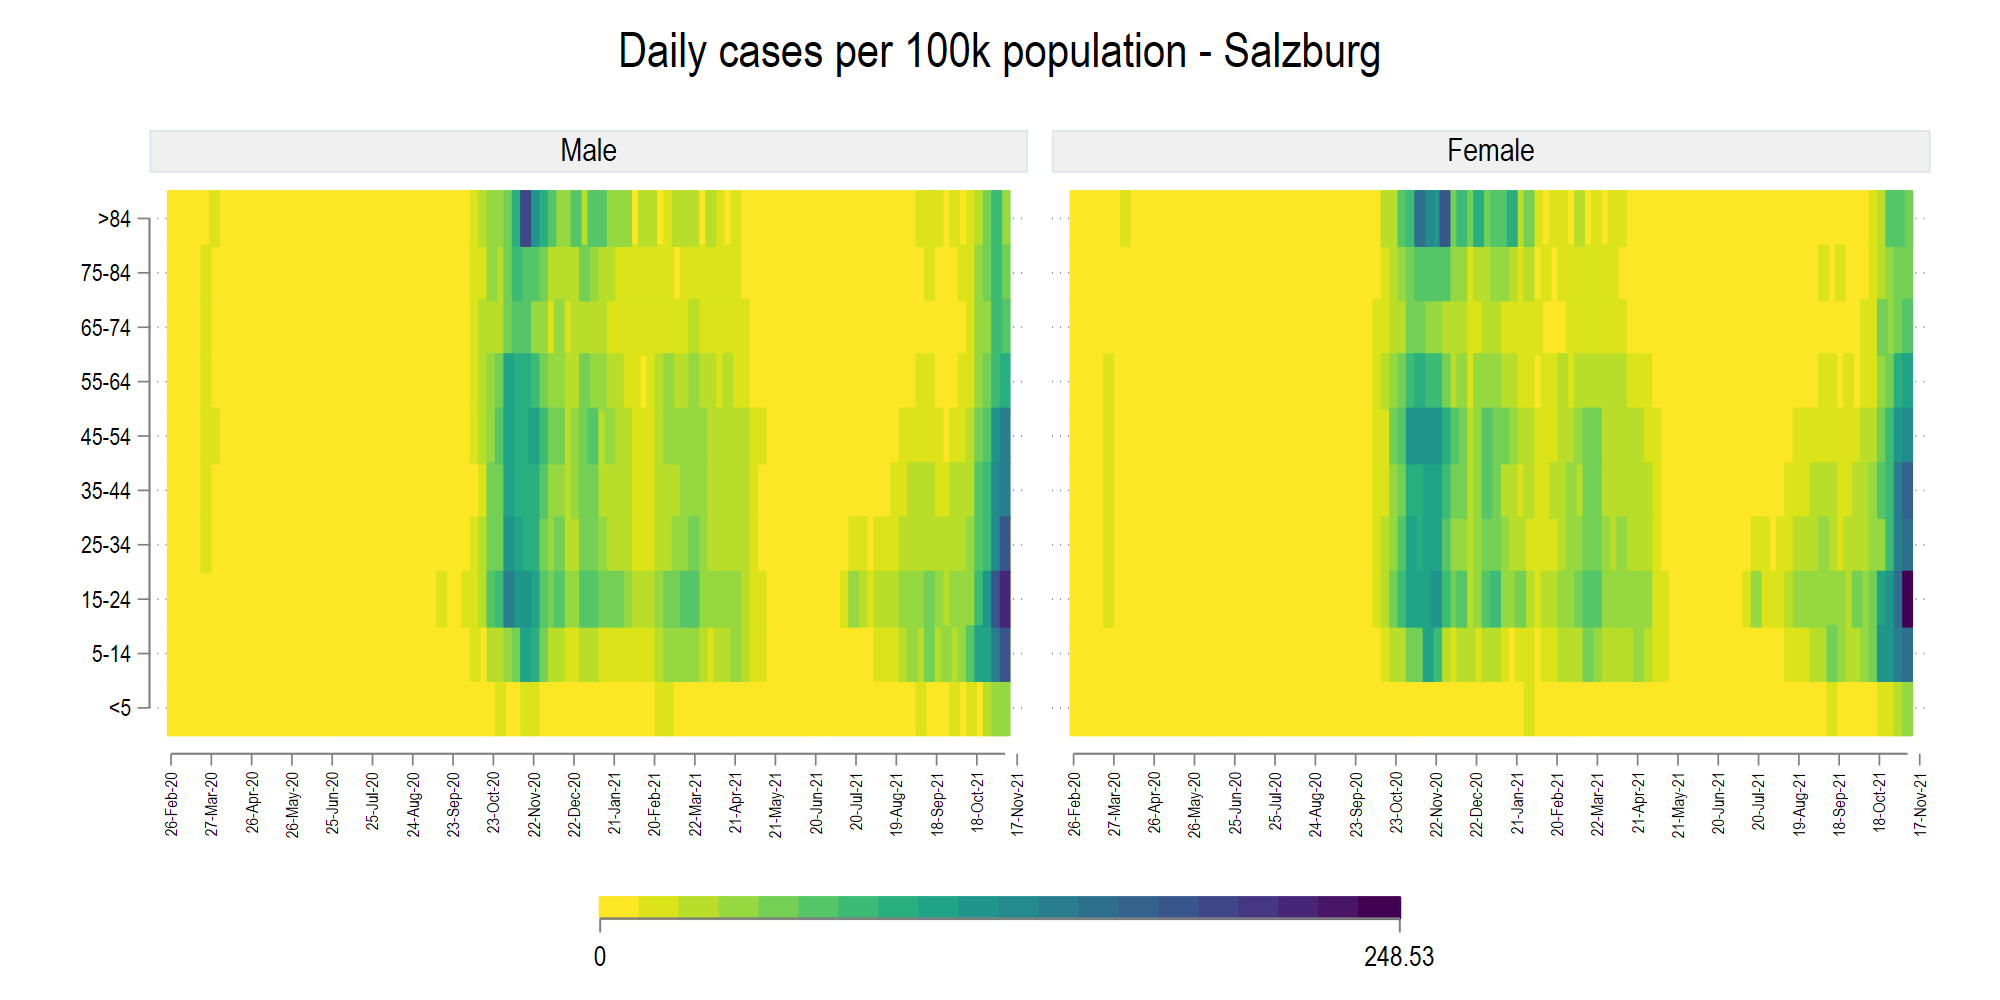 Daily cases per 100k population - Salzburg
Male
Female
>84
75-84
65-74
55-64
45-54
35-44
25-34
15-24
5-14
<5
26-Feb-20
27-Mar-20
26-Apr-20
26-May-20
25-Jun-20
25-Jul-20
24-Aug-20
23-Sep-20
23-Oct-20
22-Nov-20
22-Dec-20
21-Jan-21
20-Feb-21
22-Mar-21
21-Apr-21
21-May-21
20-Jun-21
20-Jul-21
19-Aug-21
18-Sep-21
18-Oct-21
17-Nov-21
26-Feb-20
27-Mar-20
26-Apr-20
26-May-20
25-Jun-20
25-Jul-20
24-Aug-20
23-Sep-20
23-Oct-20
22-Nov-20
22-Dec-20
21-Jan-21
20-Feb-21
22-Mar-21
21-Apr-21
21-May-21
20-Jun-21
20-Jul-21
19-Aug-21
18-Sep-21
18-Oct-21
17-Nov-21
0
248.53